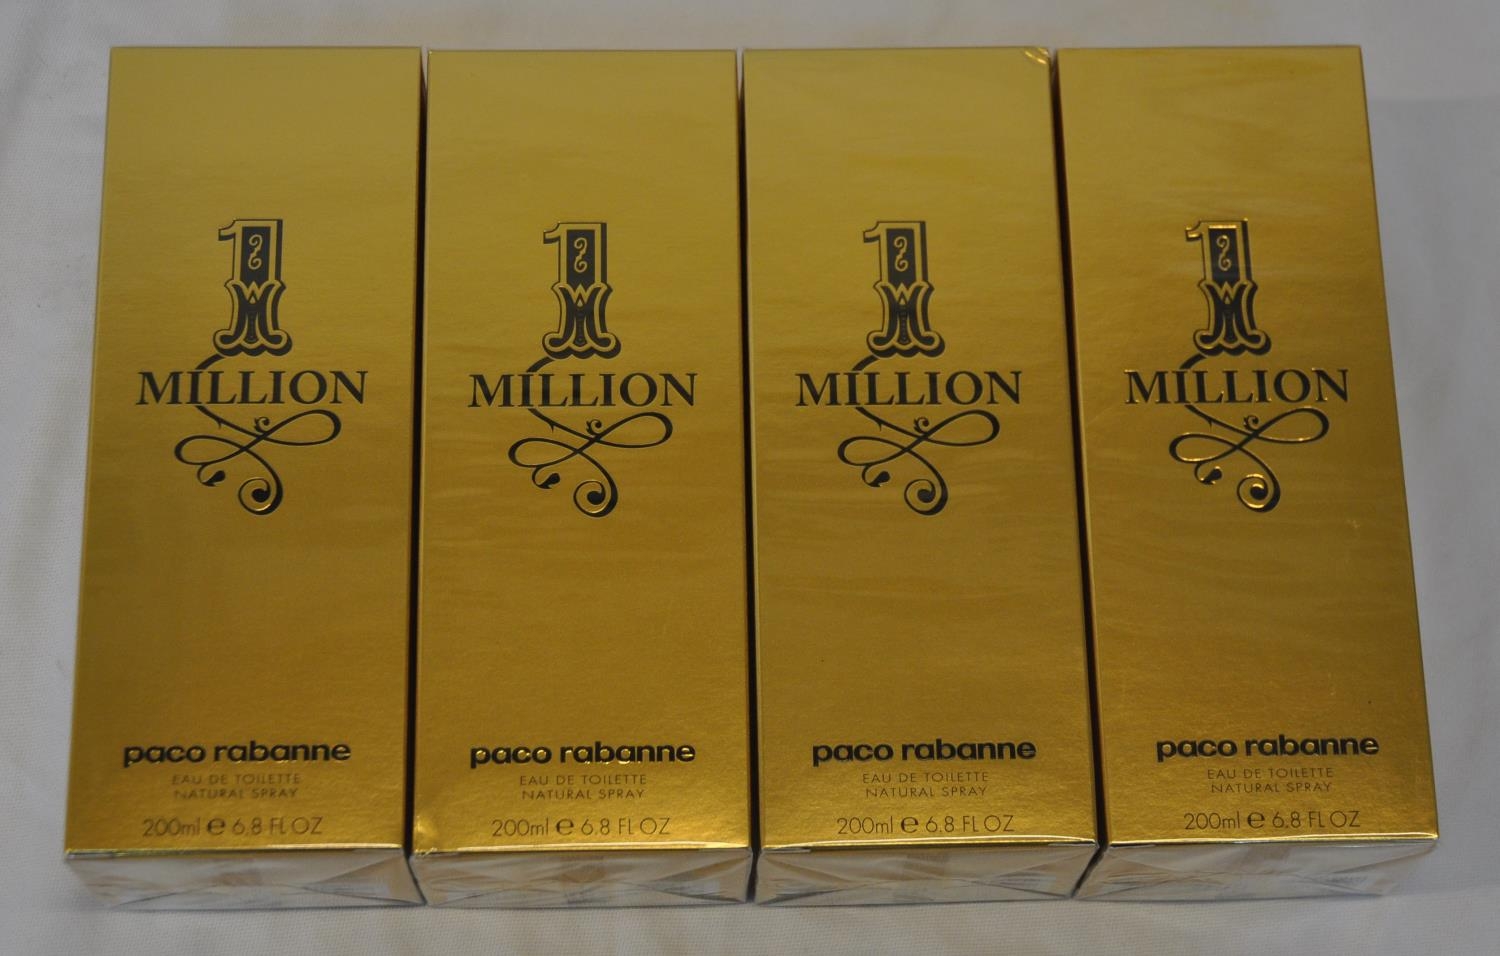 1
MILLION
paco rabanne
EAU DE TOILETTE
NATURAL SPRAY
200ml e 6.8 FL OZ
1
MILLION
paco rabanne
EAU DE TOILETTE
NATURAL SPRAY
200ml e 6.8 FL OZ
1
MILLION
paco rabanne
EAU DE TOILETTE
NATURAL SPRAY
200ml e 6.8 FL OZ
1
MILLION
paco rabanne
EAU DE TOILETTE
NATURAL SPRAY
200ml e 6.8 FL OZ